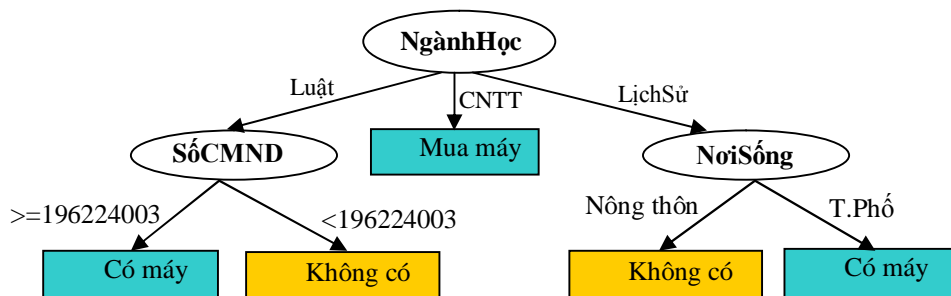 NgànhHọc
Luật
CNTT
LịchSử
SốCMND
Mua máy
NơiSống
>=196224003
<196224003
Nông thôn
T.Phố
Có máy
Không có
Không có
Có máy